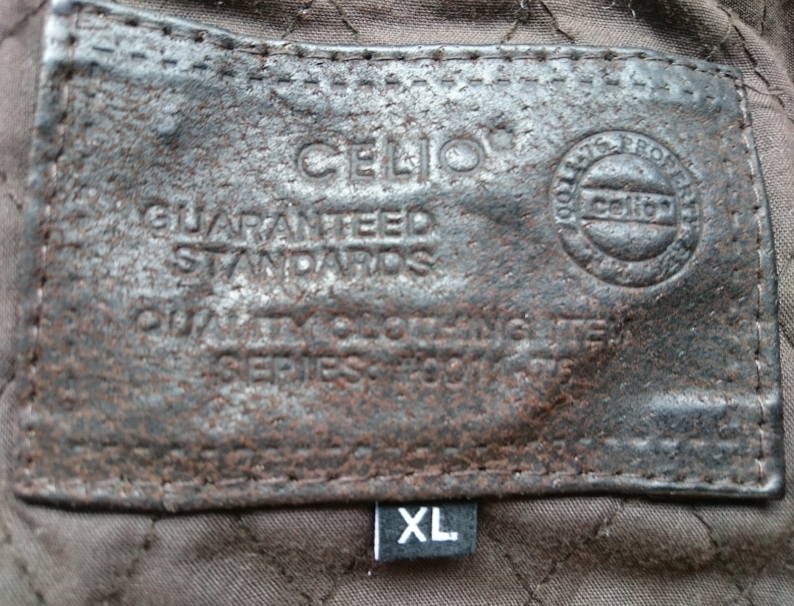 CELIO
GUARANTEED
STANDARDS
QUALITY CLOTHING ITEM
SERIES:
celio
XL